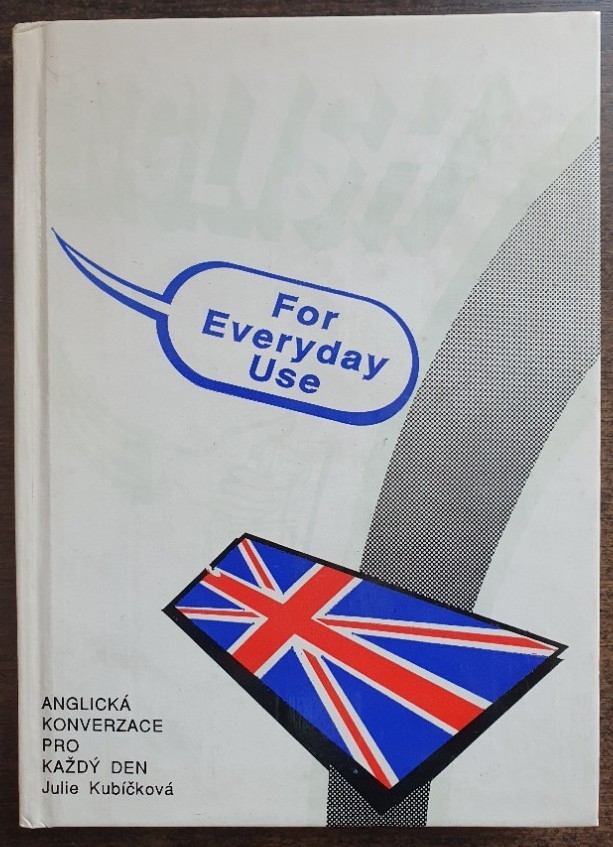 For
Everyday
Use
ANGLICKÁ
KONVERZACE
PRO
KAŽDÝ DEN
Julie Kubíčková